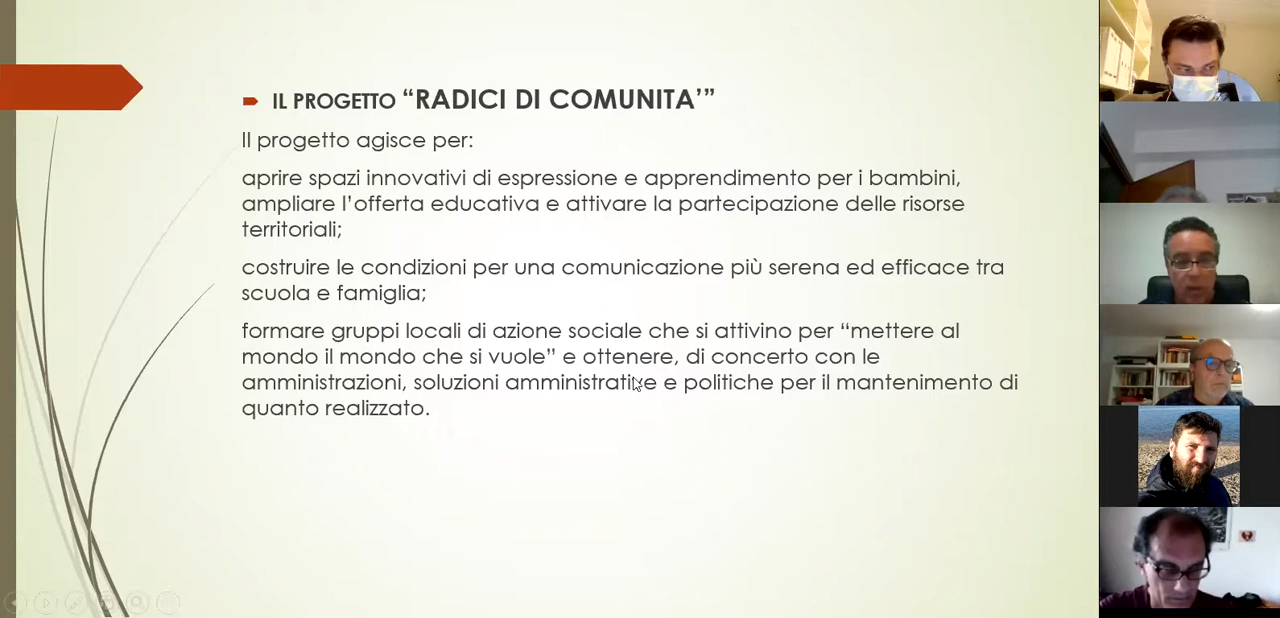 IL PROGETTO “RADICI DI COMUNITA’”
Il progetto agisce per:
aprire spazi innovativi di espressione e apprendimento per i bambini,
ampliare l’offerta educativa e attivare la partecipazione delle risorse
territoriali;
costruire le condizioni per una comunicazione più serena ed efficace tra
scuola e famiglia;
formare gruppi locali di azione sociale che si attivino per “mettere al
mondo il mondo che si vuole” e ottenere, di concerto con le
amministrazioni, soluzioni amministrative e politiche per il mantenimento di
quanto realizzato.